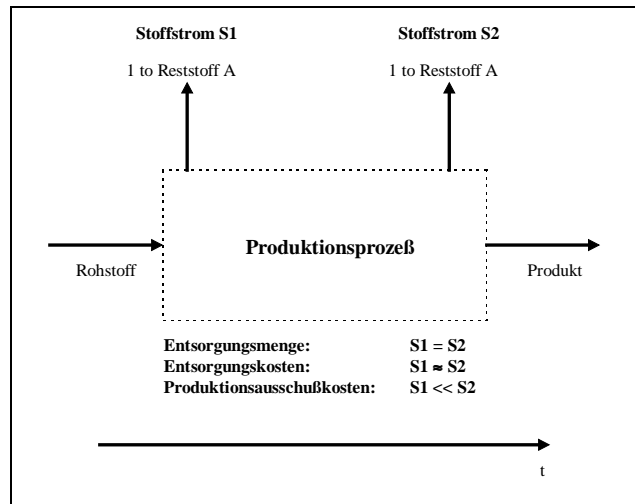 Stoffstrom S1 Stoffstrom S2
1 to Reststoff A 1 to Reststoff A
Produktionsprozeß
Rohstoff Produkt
Entsorgungsmenge: S1 = S2
Entsorgungskosten: S1 ≈ S2
Produktionsausschußkosten: S1 << S2
t